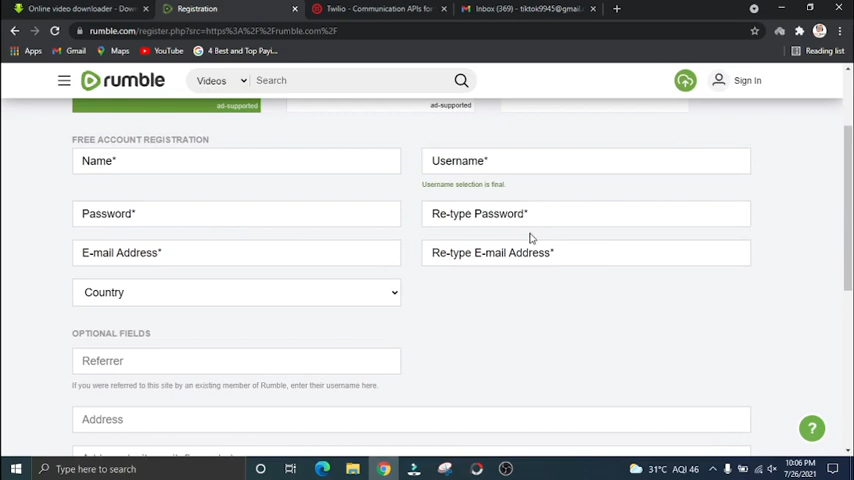 Online video downloader - Down
Registration
Twilio - Communication APIs for
Inbox (369) - tiktok9945@gmail.
rumble.com/register.php?src=https%3A%2F%2Frumble.com%2F
Apps
Gmail
Maps
YouTube
4 Best and Top Payi...
Reading list
rumble
Videos
Search
Sign In
ad-supported
ad-supported
FREE ACCOUNT REGISTRATION
Name*
Username*
Username selection is final.
Password*
Re-type Password*
E-mail Address*
Re-type E-mail Address*
Country
OPTIONAL FIELDS
Referrer
If you were referred to this site by an existing member of Rumble, enter their username here.
Address
?
Type here to search
31°C AQI 46
10:06 PM
7/26/2021